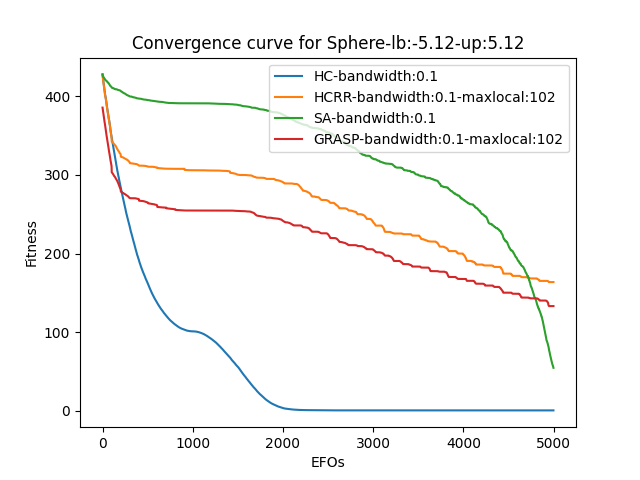 Convergence curve for Sphere-lb:-5.12-up:5.12
HC-bandwidth:0.1
HCRR-bandwidth:0.1-maxlocal:102
SA-bandwidth:0.1
GRASP-bandwidth:0.1-maxlocal:102
Fitness
400
300
200
100
0
0 1000 2000 3000 4000 5000
EFOs